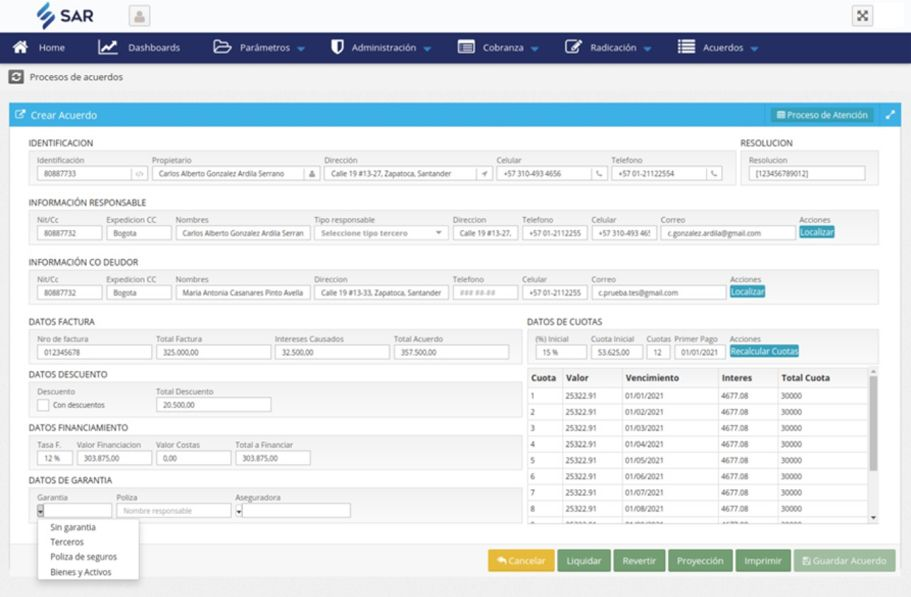 SAR
Home Dashboards Parámetros Administración Cobranza Radicación Acuerdos
Procesos de acuerdos
Crear Acuerdo Proceso de Atención
IDENTIFICACION
Identificación Propietario Dirección Celular Telefono
80887733 Carlos Alberto Gonzalez Ardila Serrano Calle 19 #13-27, Zapatoca, Santander +57 310-493 4656 +57 01-21122554
RESOLUCION
Resolucion
[123456789012]
INFORMACIÓN RESPONSABLE
Nit/Cc Expedicion CC Nombres Tipo responsable Direccion Telefono Celular Correo Acciones
80887732 Bogota Carlos Alberto Gonzalez Ardila Serran Seleccione tipo tercero Calle 19 #13-27, +57 01-2112255 +57 310-493 465 c.gonzalez.ardila@gmail.com Localizar
INFORMACIÓN CO DEUDOR
Nit/Cc Expedicion CC Nombres Direccion Telefono Celular Correo Acciones
80887732 Bogota Maria Antonia Casanares Pinto Avella Calle 19 #13-33, Zapatoca, Santander ### ##-## +57 01-2112255 c.prueba.tes@gmail.com Localizar
DATOS FACTURA
Nro de factura Total Factura Intereses Causados Total Acuerdo
012345678 325.000,00 32.500,00 357.500,00
DATOS DESCUENTO
Descuento Total Descuento
Con descuentos 20.500,00
DATOS FINANCIAMIENTO
Tasa F. Valor Financiacion Valor Costas Total a Financiar
12 % 303.875,00 0,00 303.875,00
DATOS DE GARANTIA
Garantia Poliza Aseguradora
Nombre responsable
Sin garantia
Terceros
Poliza de seguros
Bienes y Activos
DATOS DE CUOTAS
(%) Inicial Cuota Inicial Cuotas Primer Pago Acciones
15 % 53.625,00 12 01/01/2021 Recalcular Cuotas
Cuota Valor Vencimiento Interes Total Cuota
1 25322.91 01/01/2021 4677.08 30000
2 25322.91 01/02/2021 4677.08 30000
3 25322.91 01/03/2021 4677.08 30000
4 25322.91 01/04/2021 4677.08 30000
5 25322.91 01/05/2021 4677.08 30000
6 25322.91 01/06/2021 4677.08 30000
7 25322.91 01/07/2021 4677.08 30000
8 25322.91 01/08/2021 4677.08 30000
Cancelar Liquidar Revertir Proyección Imprimir Guardar Acuerdo